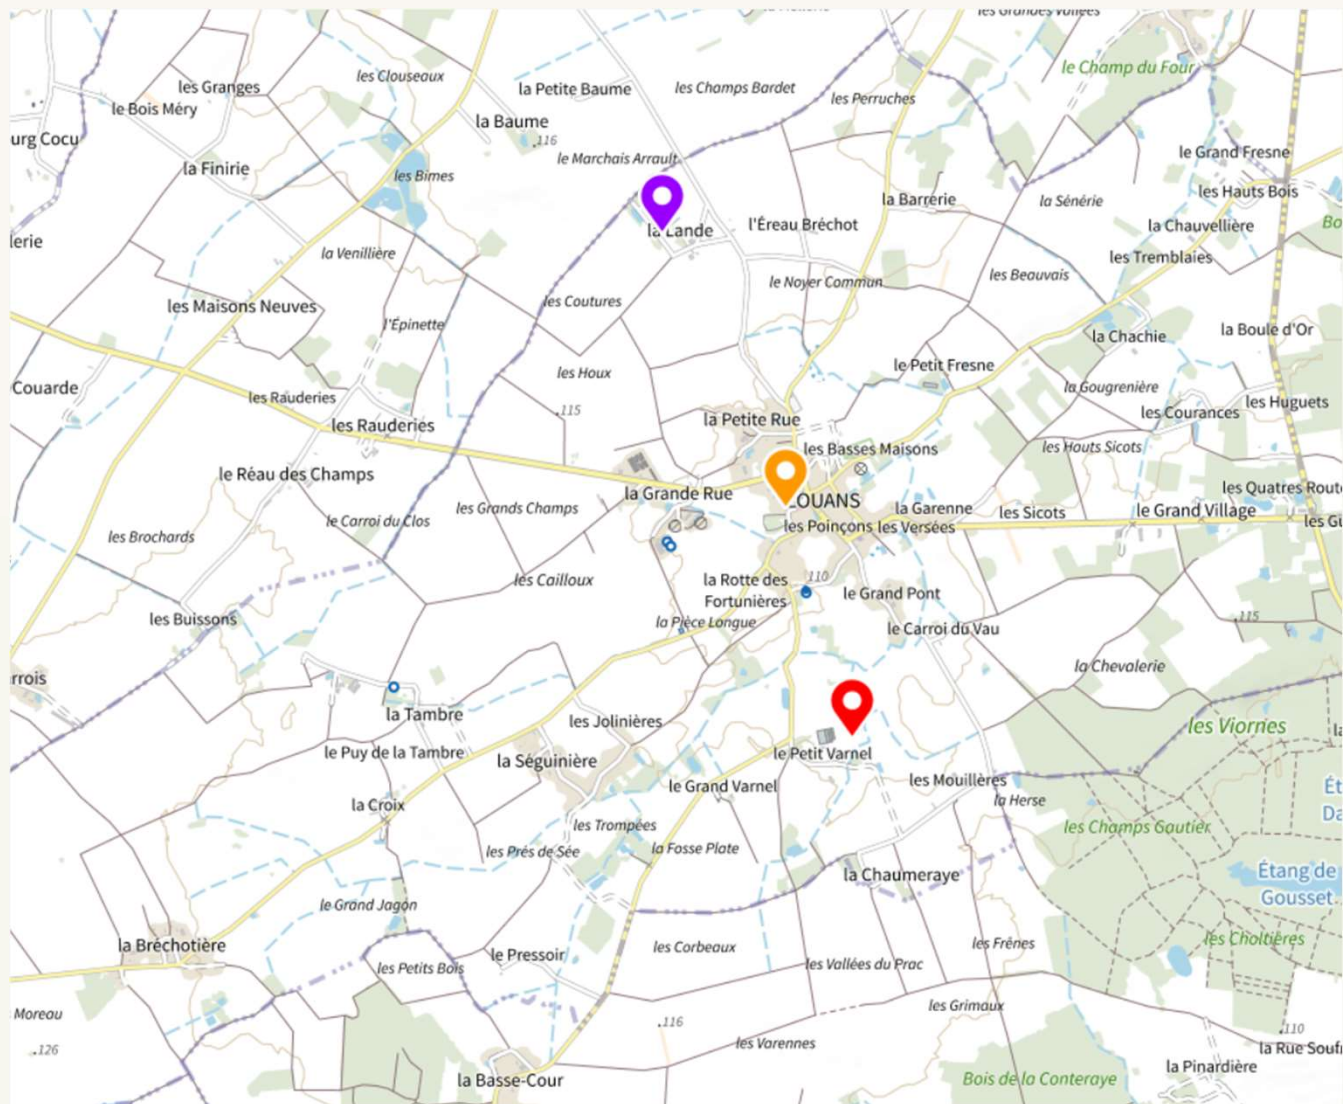 les Grandes Vallées
les Clouseaux
le Champ du Four
les Granges
la Petite Baume
les Champs Bardet
le Bois Méry
les Perruches
la Baume
urg Cocu
116
le Marchais Arrault
le Grand Fresne
la Finirie
les Bimes
les Hauts Bois
la Barrerie
la Sénérie
la Lande
l'Éreau Bréchot
la Chauvellière
Bo
lerie
la Venillière
les Tremblaies
les Beauvais
le Noyer Commun
les Coutures
les Maisons Neuves
l'Épinette
la Boule d'Or
la Chachie
le Petit Fresne
les Houx
Couarde
la Gougrenière
les Rauderies
les Huguets
115
les Courances
la Petite Rue
les Rauderies
les Basses Maisons
les Hauts Sicots
le Réau des Champs
les Quatres Route
la Grande Rue
LOUANS
les Grands Champs
la Garenne
les Sicots
le Grand Village
le Carroi du Clos
les Poinçons
les Versées
les Gu
les Brochards
les Cailloux
la Rotte des
Fortunières
110
le Grand Pont
les Buissons
la Pièce Longue
115
le Carroi du Vau
la Chevalerie
rrois
la Tambre
les Jolinières
les Viornes
le Puy de la Tambre
la Séguinière
le Petit Varnel
le Grand Varnel
les Mouillères
Ét
Da
la Croix
la Herse
les Trompées
les Champs Gautier
les Prés de Sée
la Fosse Plate
la Chaumeraye
Étang de
Gousset
le Grand Jagon
la Bréchotière
les Corbeaux
les Frênes
les Choltières
le Pressoir
les Petits Bois
les Vallées du Prac
Moreau
les Grimaux
116
110
126
les Varennes
la Rue Soufi
la Basse-Cour
Bois de la Conteraye
la Pinardière